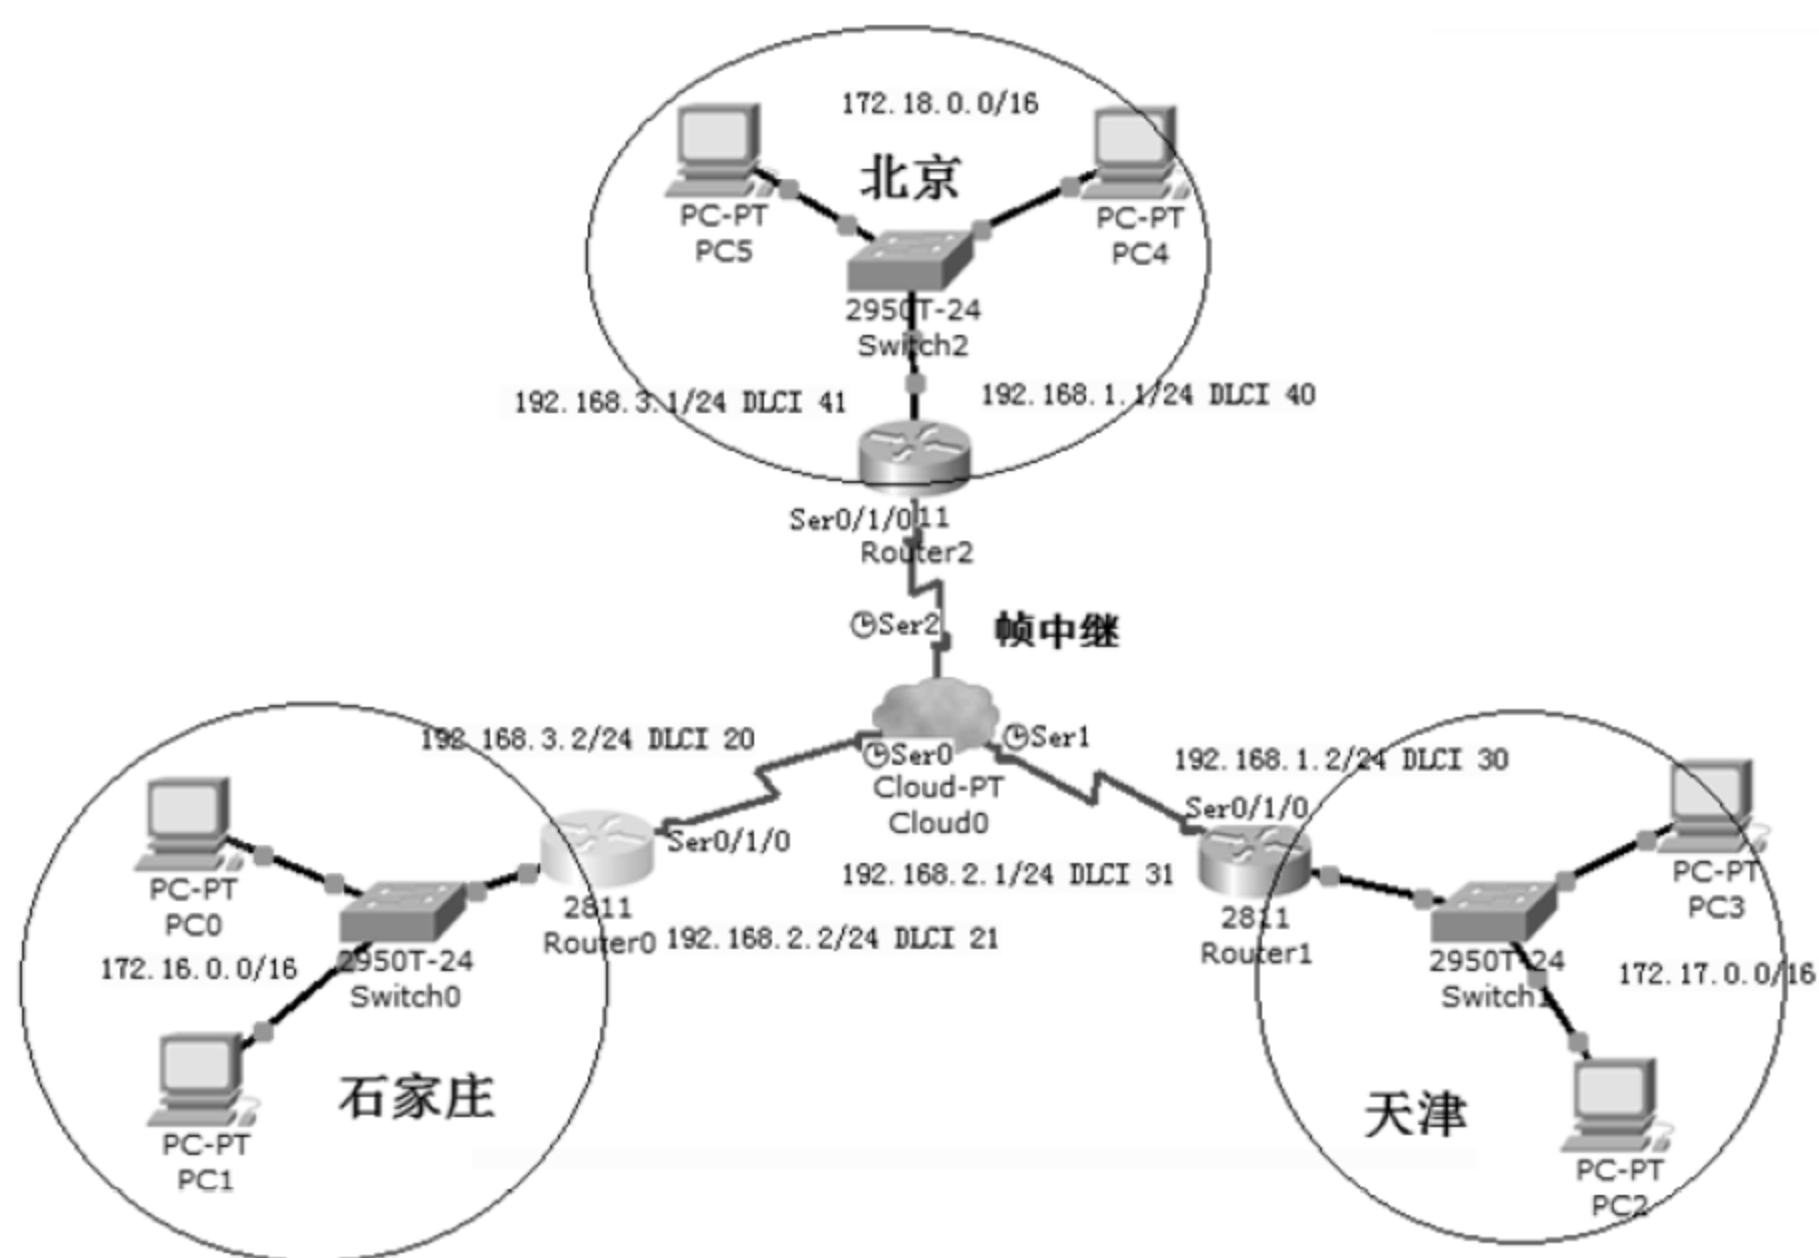 172.18.0.0/16
北京
PC-PT
PC5
PC-PT
PC4
2950T-24
Switch2
192.168.3.1/24 DLCI 41
192.168.1.1/24 DLCI 40
Ser0/1/0
11
Router2
Ser2
帧中继
192.168.3.2/24 DLCI 20
Ser0
Ser1
Cloud-PT
Cloud0
192.168.1.2/24 DLCI 30
Ser0/1/0
Ser0/1/0
192.168.2.1/24 DLCI 31
PC-PT
PC0
2811
Router0
192.168.2.2/24 DLCI 21
2811
Router1
PC-PT
PC3
172.16.0.0/16
2950T-24
Switch0
2950T-24
Switch1
172.17.0.0/16
石家庄
天津
PC-PT
PC1
PC-PT
PC2